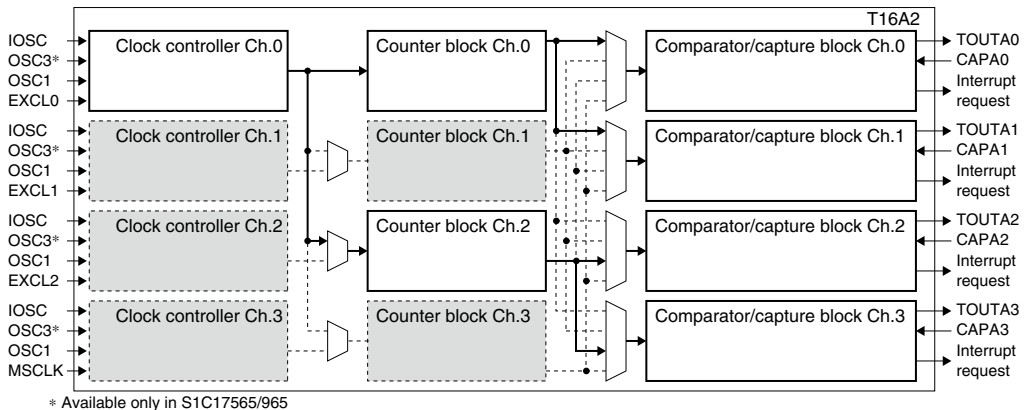 T16A2
IOSC
OSC3*
OSC1
EXCL0
Clock controller Ch.0
Counter block Ch.0
Comparator/capture block Ch.0
TOUTA0
CAPA0
Interrupt
request
IOSC
OSC3*
OSC1
EXCL1
Clock controller Ch.1
Counter block Ch.1
Comparator/capture block Ch.1
TOUTA1
CAPA1
Interrupt
request
IOSC
OSC3*
OSC1
EXCL2
Clock controller Ch.2
Counter block Ch.2
Comparator/capture block Ch.2
TOUTA2
CAPA2
Interrupt
request
IOSC
OSC3*
OSC1
MSCLK
Clock controller Ch.3
Counter block Ch.3
Comparator/capture block Ch.3
TOUTA3
CAPA3
Interrupt
request
* Available only in S1C17565/965